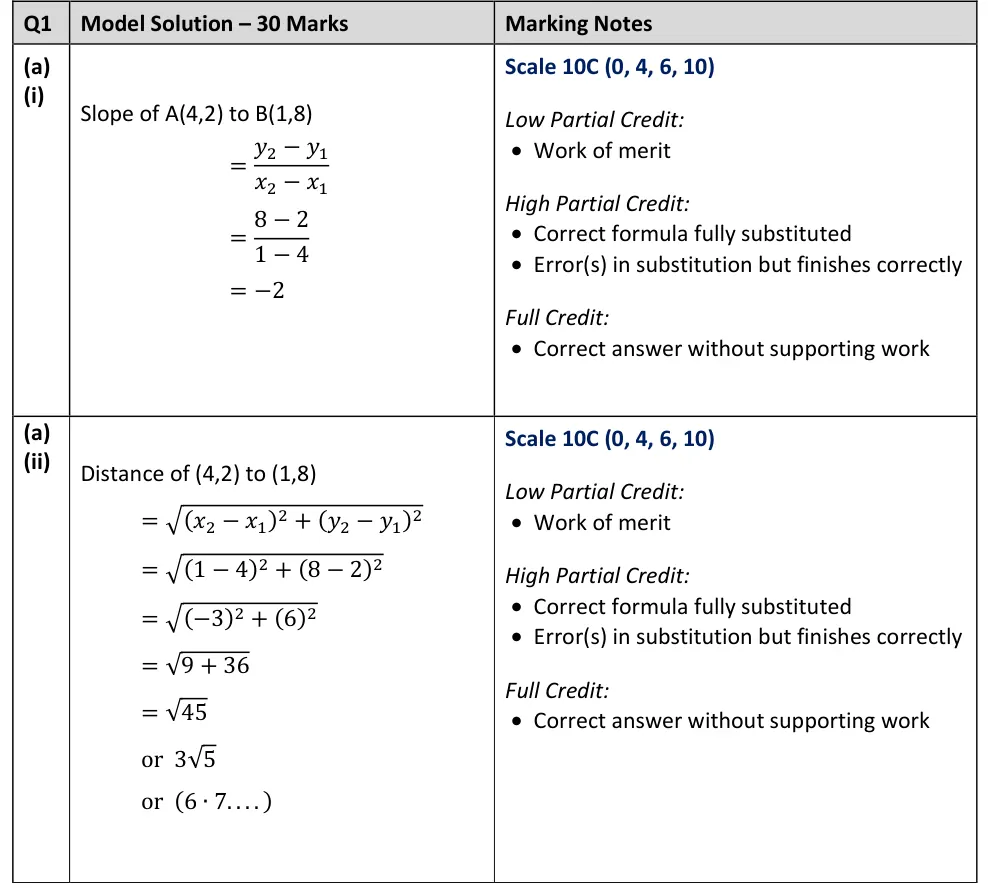 Q1 Model Solution – 30 Marks Marking Notes
(a)
(i)
Slope of A(4,2) to B(1,8)
= \frac{y₂ − y₁}{x₂ − x₁}
= \frac{8 − 2}{1 − 4}
= −2
Scale 10C (0, 4, 6, 10)
Low Partial Credit:
• Work of merit
High Partial Credit:
• Correct formula fully substituted
• Error(s) in substitution but finishes correctly
Full Credit:
• Correct answer without supporting work
(a)
(ii)
Distance of (4,2) to (1,8)
= √((x₂ − x₁)² + (y₂ − y₁)²)
= √((1 − 4)² + (8 − 2)²)
= √((−3)² + (6)²)
= √(9 + 36)
= √45
or 3√5
or (6 · 7. . . . )
Scale 10C (0, 4, 6, 10)
Low Partial Credit:
• Work of merit
High Partial Credit:
• Correct formula fully substituted
• Error(s) in substitution but finishes correctly
Full Credit:
• Correct answer without supporting work